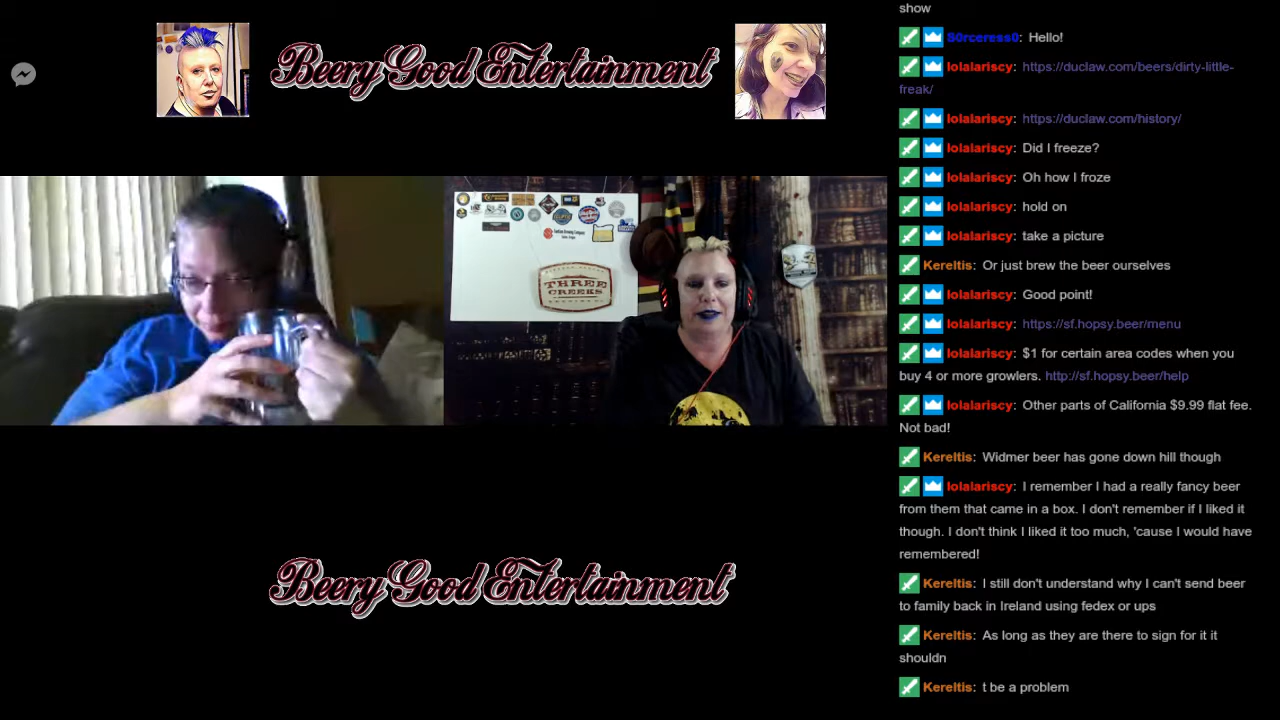 Beery Good Entertainment
THREE
CREEKS
Beery Good Entertainment
show
S0rceress0: Hello!
lolalariscy: https://duclaw.com/beers/dirty-little-
freak/
lolalariscy: https://duclaw.com/history/
lolalariscy: Did I freeze?
lolalariscy: Oh how I froze
lolalariscy: hold on
lolalariscy: take a picture
Kereltis: Or just brew the beer ourselves
lolalariscy: Good point!
lolalariscy: https://sf.hopsy.beer/menu
lolalariscy: $1 for certain area codes when you
buy 4 or more growlers. http://sf.hopsy.beer/help
lolalariscy: Other parts of California $9.99 flat fee.
Not bad!
Kereltis: Widmer beer has gone down hill though
lolalariscy: I remember I had a really fancy beer
from them that came in a box. I don't remember if I liked it
though. I don't think I liked it too much, 'cause I would have
remembered!
Kereltis: I still don't understand why I can't send beer
to family back in Ireland using fedex or ups
Kereltis: As long as they are there to sign for it it
shouldn
Kereltis: t be a problem